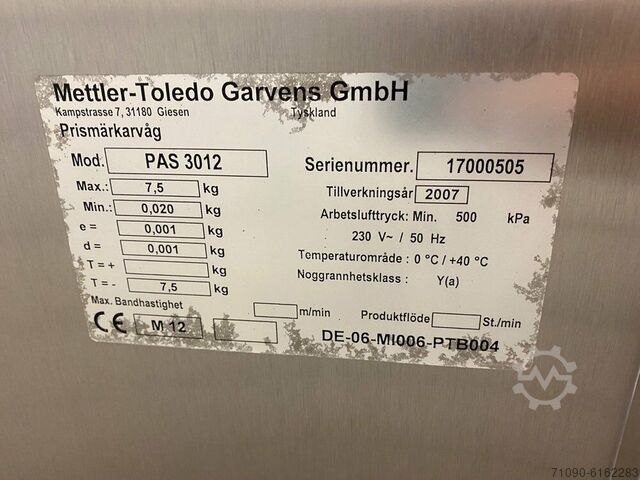 Mettler-Toledo Garvens GmbH
Kampstrasse 7, 31180 Giesen Tyskland
Prismärkarvåg
Mod. PAS 3012 Serienummer. 17000505
Max.: 7,5 kg Tillverkningsår 2007
Min.: 0,020 kg Arbetslufttryck: Min. 500 kPa
e = 0,001 kg 230 V~ / 50 Hz
d = 0,001 kg Temperaturområde : 0 °C / +40 °C
T = + kg Noggrannhetsklass : Y(a)
T = - 7,5 kg
Max. Bandhastighet m/min Produktflöde St./min
CE M 12 DE-06-MI006-PTB004
71090-6162283